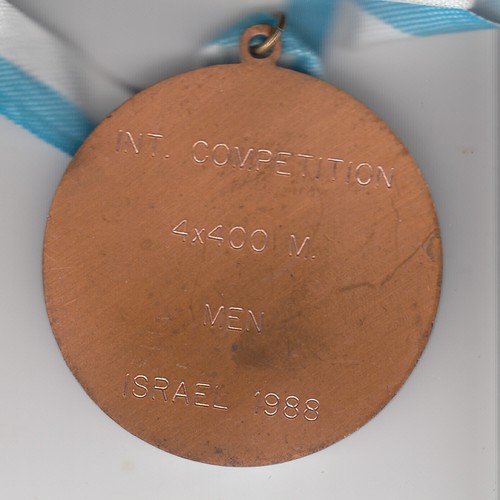 INT. COMPETITION
4x400 M.
MEN
ISRAEL 1988